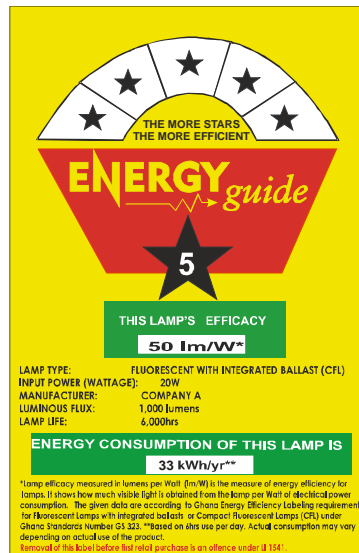 THE MORE STARS
THE MORE EFFICIENT
ENERGY guide
5
THIS LAMP'S EFFICACY
50 lm/W*
LAMP TYPE: FLUORESCENT WITH INTEGRATED BALLAST (CFL)
INPUT POWER (WATTAGE): 20W
MANUFACTURER: COMPANY A
LUMINOUS FLUX: 1,000 lumens
LAMP LIFE: 6,000hrs
ENERGY CONSUMPTION OF THIS LAMP IS
33 kWh/yr**
*Lamp efficacy measured in lumens per Watt (lm/W) is the measure of energy efficiency for
lamps. It shows how much visible light is obtained from the lamp per Watt of electrical power
consumption. The given data are according to Ghana Energy Efficiency Labeling requirement
for Fluorescent Lamps with integrated ballasts or Compact Fluorescent Lamps (CFL) under
Ghana Standards Number GS 323. **Based on 6hrs use per day. Actual consumption may vary
depending on actual use of the product.
Removal of this label before first retail purchase is an offence under LI 1541.